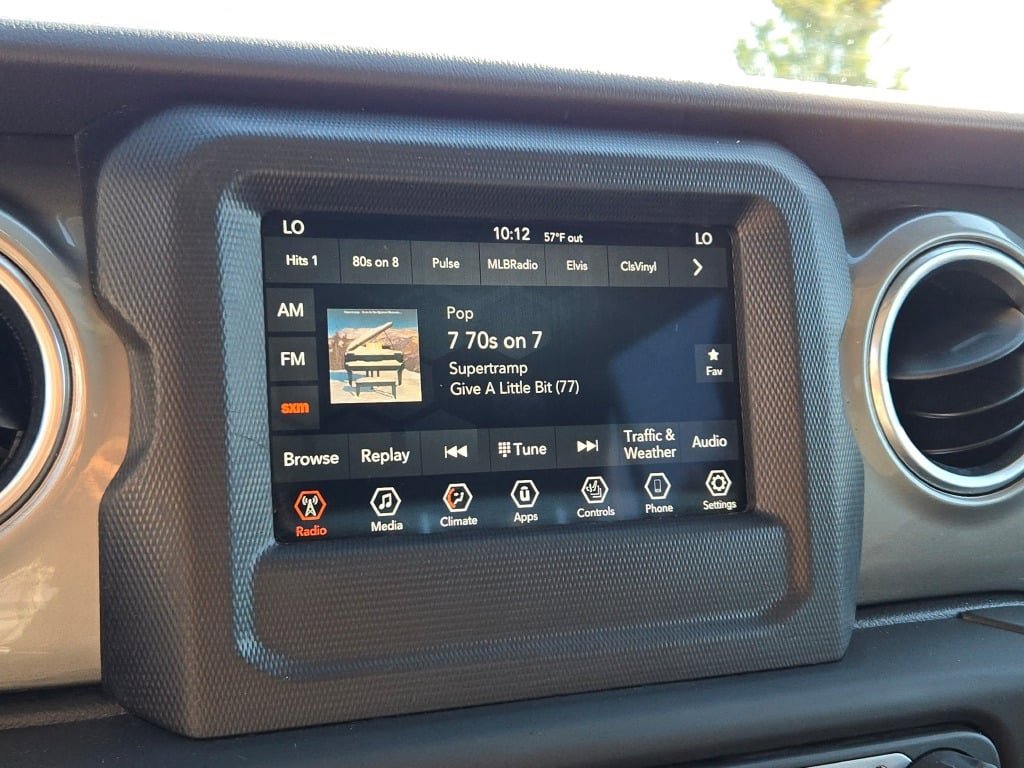 LO 10:12 57°F out LO
Hits 1 80s on 8 Pulse MLBRadio Elvis ClsVinyl
AM
Pop
7 70s on 7
FM
Supertramp
Fav
Give A Little Bit (77)
sxm
Browse Replay Tune Traffic & Weather Audio
Radio Media Climate Apps Controls Phone Settings